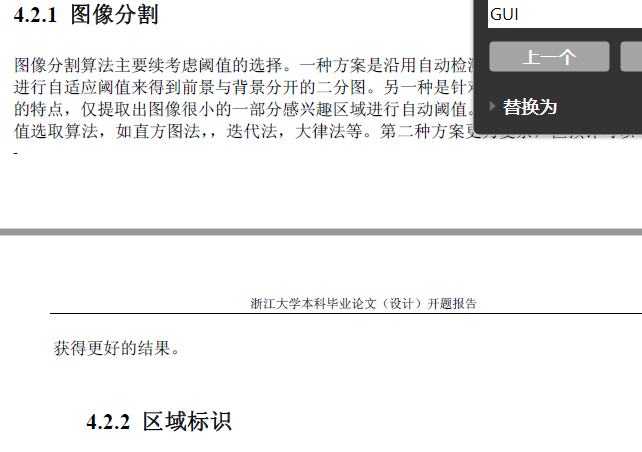 4.2.1 图像分割
GUI
上一个
替换为
图像分割算法主要续考虑阈值的选择。一种方案是沿用自动检
进行自适应阈值来得到前景与背景分开的二分图。另一种是针
的特点，仅提取出图像很小的一部分感兴趣区域进行自动阈值。
值选取算法，如直方图法，，迭代法，大律法等。第二种方案更
浙江大学本科毕业论文（设计）开题报告
获得更好的结果。
4.2.2 区域标识